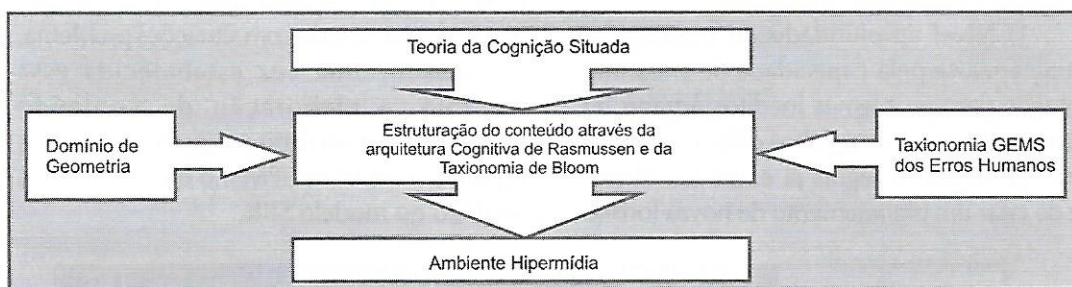 Teoria da Cognição Situada
Domínio de
Geometria
Estruturação do conteúdo através da
arquitetura Cognitiva de Rasmussen e da
Taxionomia de Bloom
Taxionomia GEMS
dos Erros Humanos
Ambiente Hipermídia